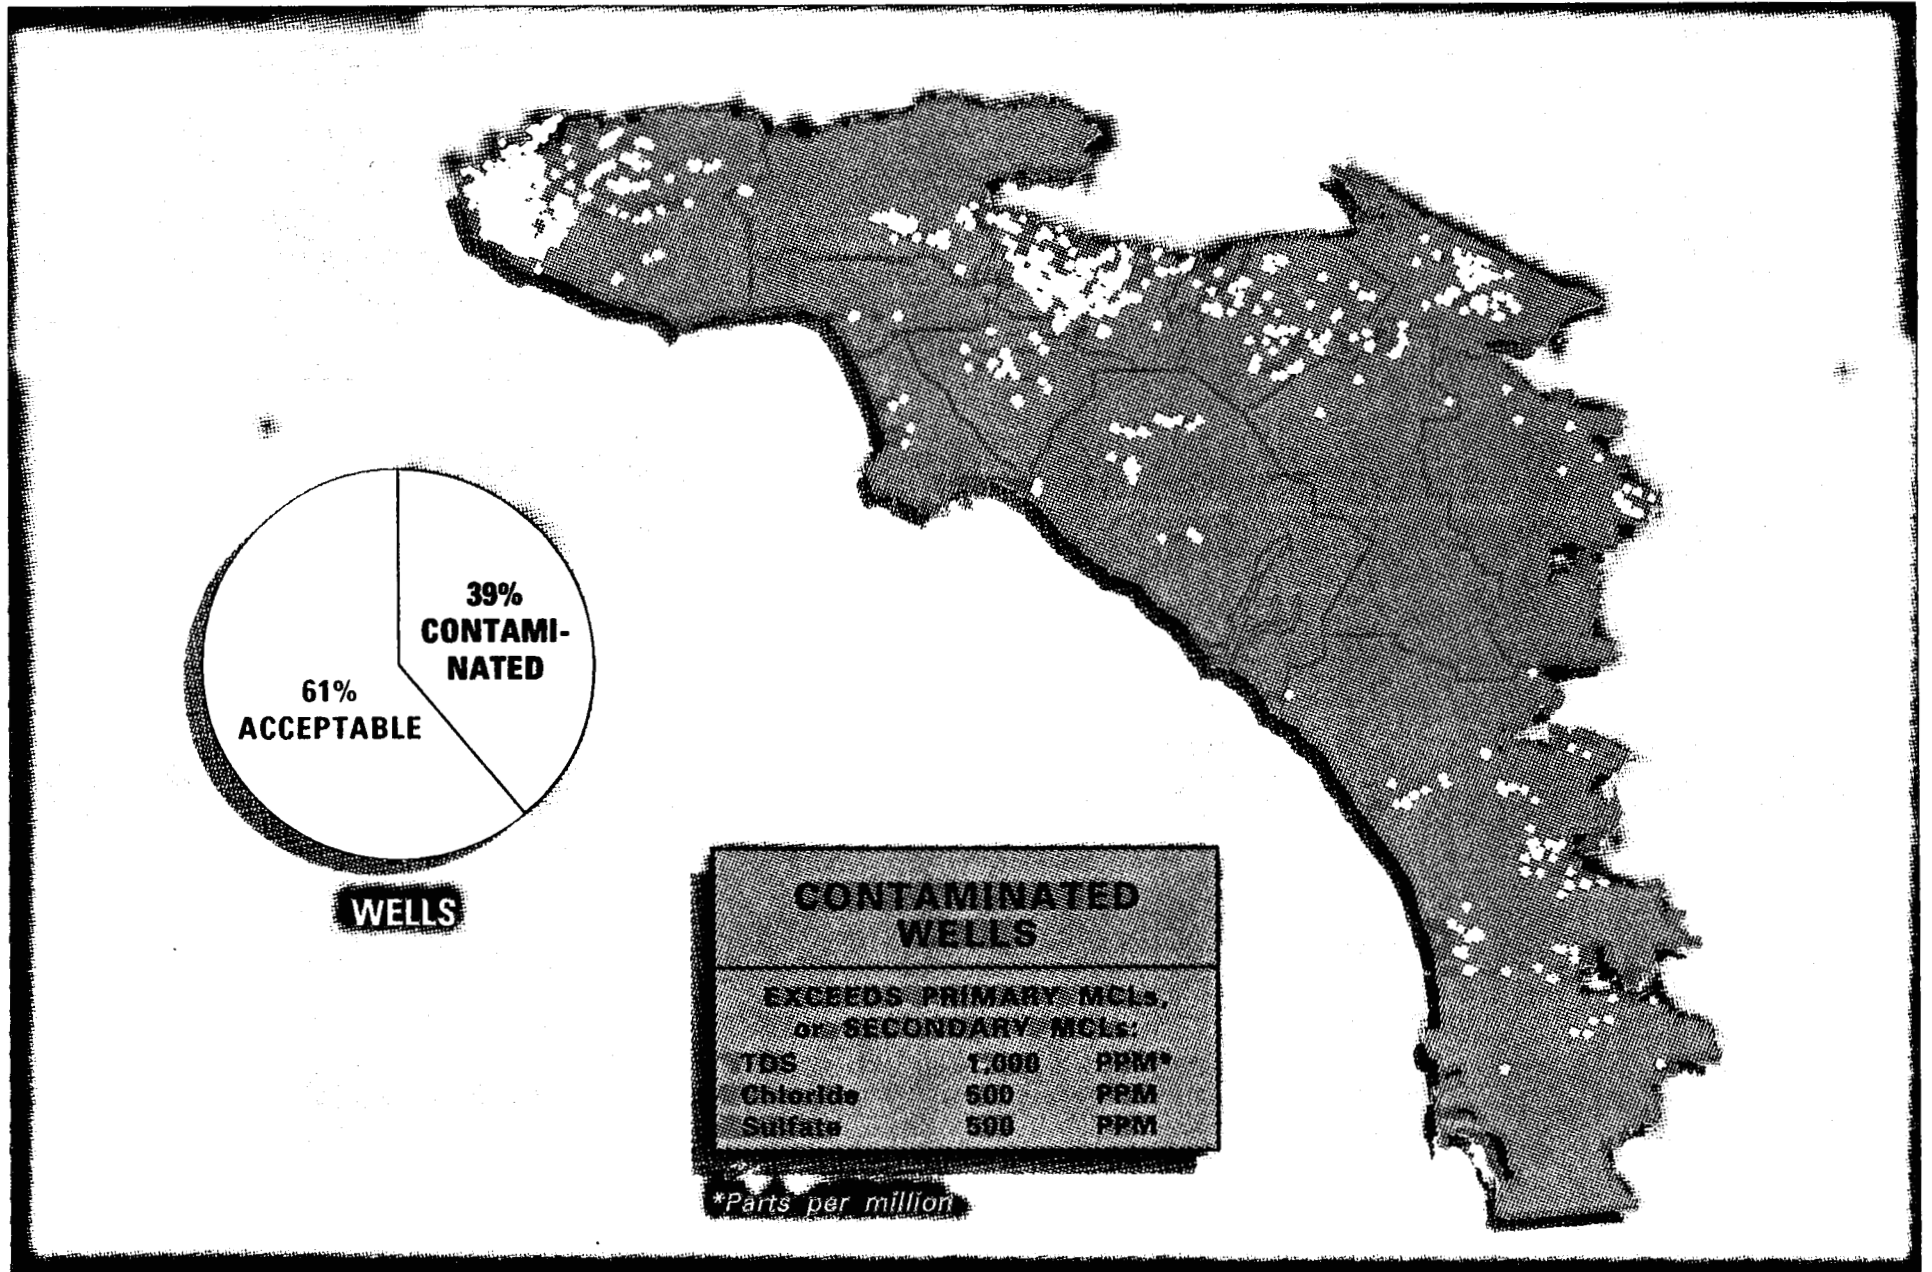 39%
CONTAMI-
NATED
61%
ACCEPTABLE
WELLS
CONTAMINATED
WELLS
EXCEEDS PRIMARY MCLs,
or SECONDARY MCLs:
TDS 1,000 PPM*
Chloride 500 PPM
Sulfate 500 PPM
*Parts per million